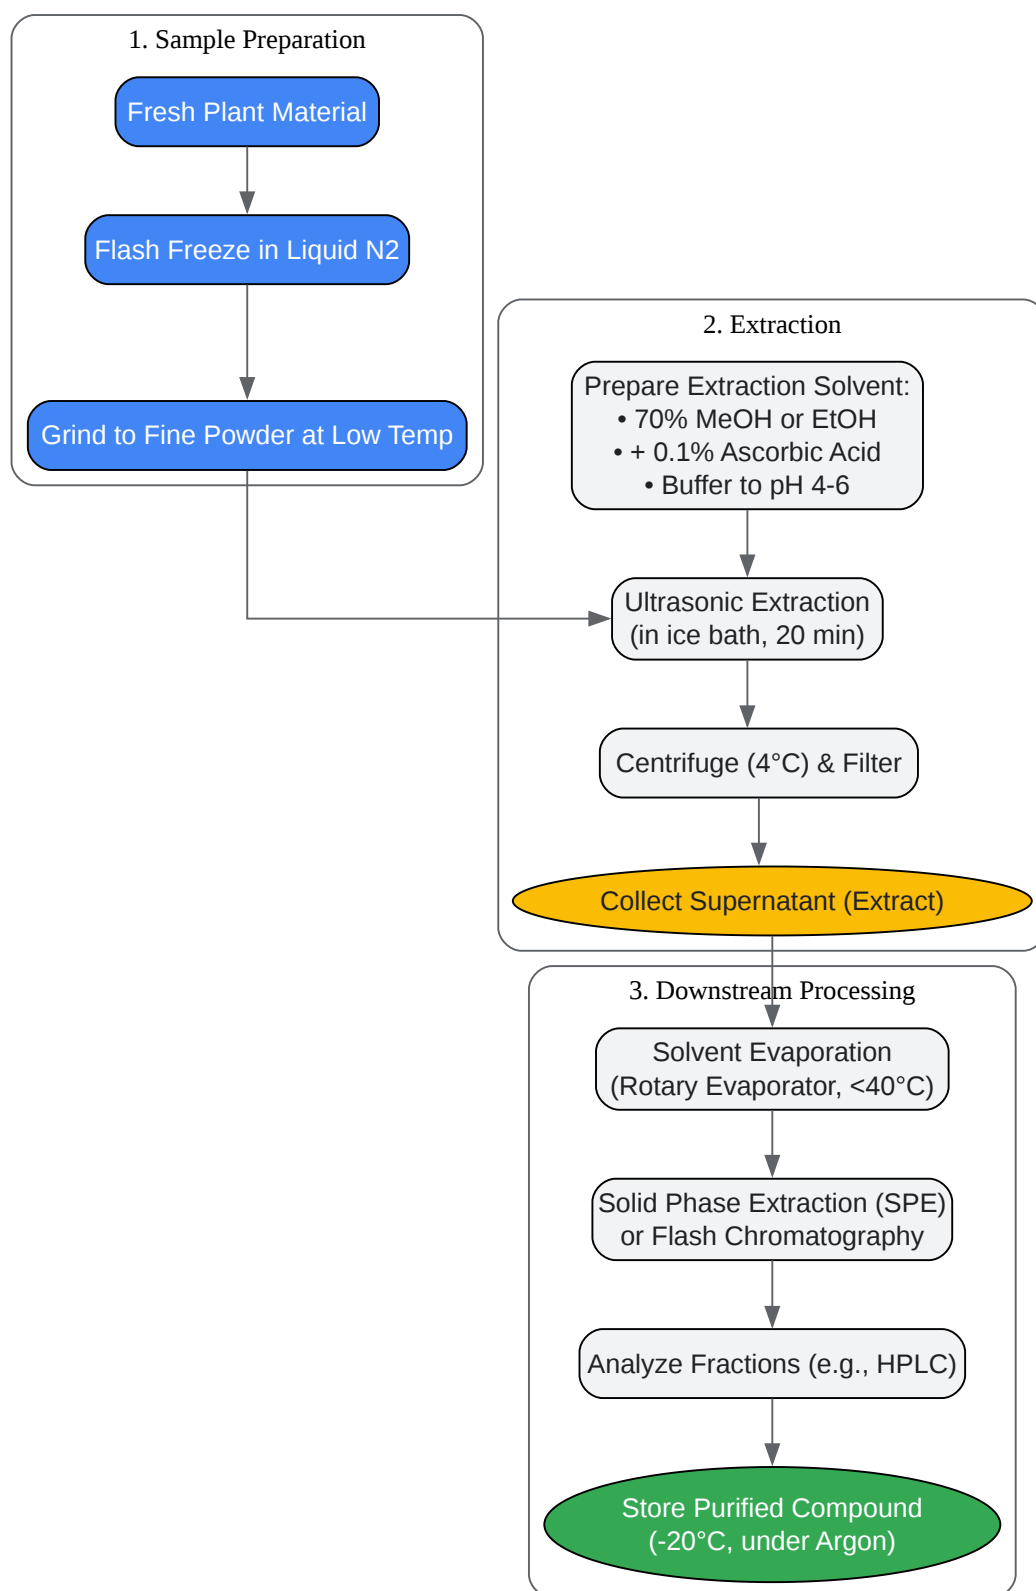 1. Sample Preparation
Fresh Plant Material
Flash Freeze in Liquid N2
Grind to Fine Powder at Low Temp
2. Extraction
Prepare Extraction Solvent:
• 70% MeOH or EtOH
• + 0.1% Ascorbic Acid
• Buffer to pH 4-6
Ultrasonic Extraction
(in ice bath, 20 min)
Centrifuge (4°C) & Filter
Collect Supernatant (Extract)
3. Downstream Processing
Solvent Evaporation
(Rotary Evaporator, <40°C)
Solid Phase Extraction (SPE)
or Flash Chromatography
Analyze Fractions (e.g., HPLC)
Store Purified Compound
(-20°C, under Argon)